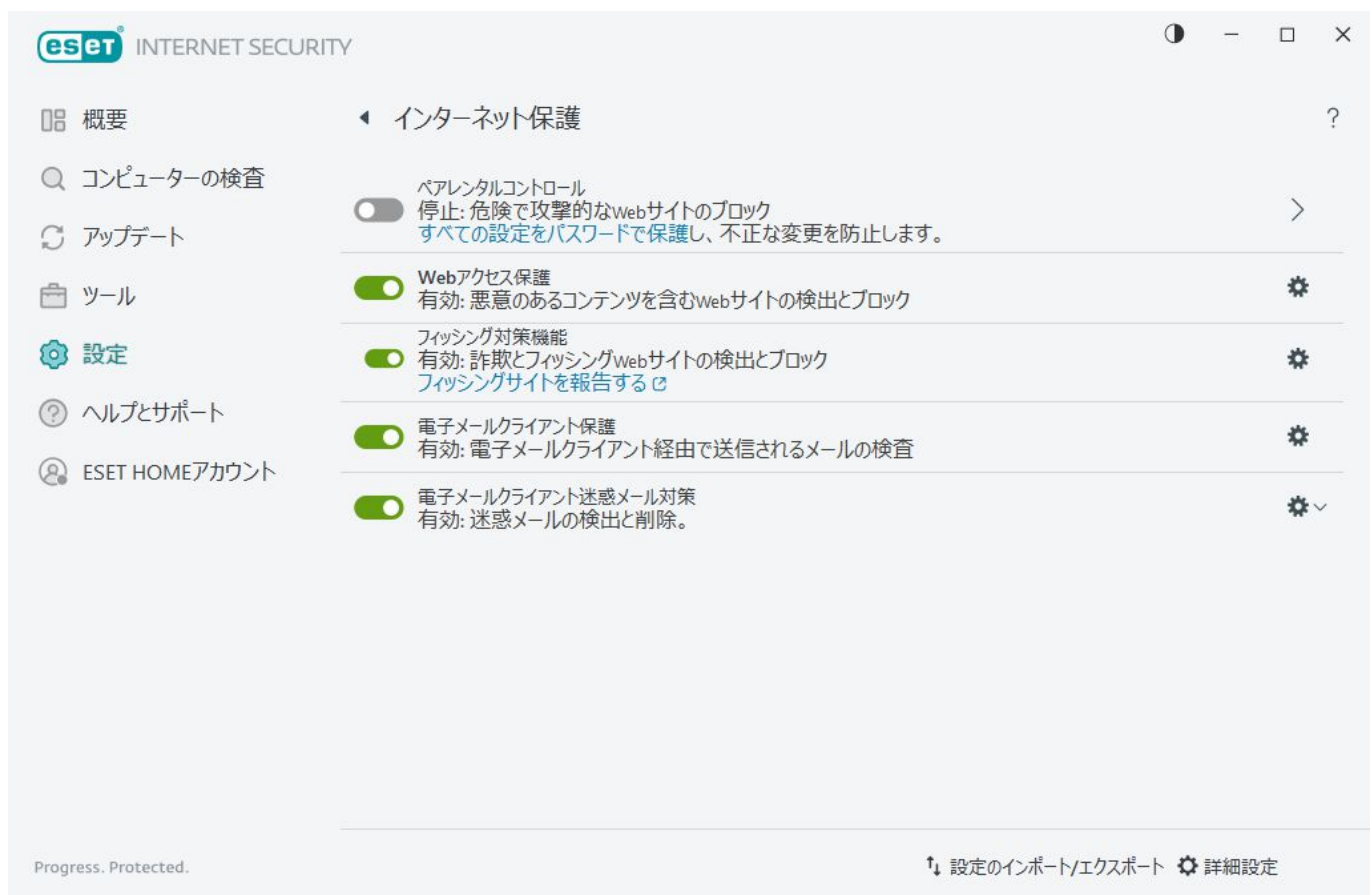 eset® INTERNET SECURITY
概要
コンピューターの検査
アップデート
ツール
設定
ヘルプとサポート
ESET HOMEアカウント
インターネット保護
?
ペアレンタルコントロール
停止: 危険で攻撃的なWebサイトのブロック
すべての設定をパスワードで保護し、不正な変更を防止します。
Webアクセス保護
有効: 悪意のあるコンテンツを含むWebサイトの検出とブロック
フィッシング対策機能
有効: 詐欺とフィッシングWebサイトの検出とブロック
フィッシングサイトを報告する
電子メールクライアント保護
有効: 電子メールクライアント経由で送信されるメールの検査
電子メールクライアント迷惑メール対策
有効: 迷惑メールの検出と削除。
Progress. Protected.
設定のインポート/エクスポート
詳細設定